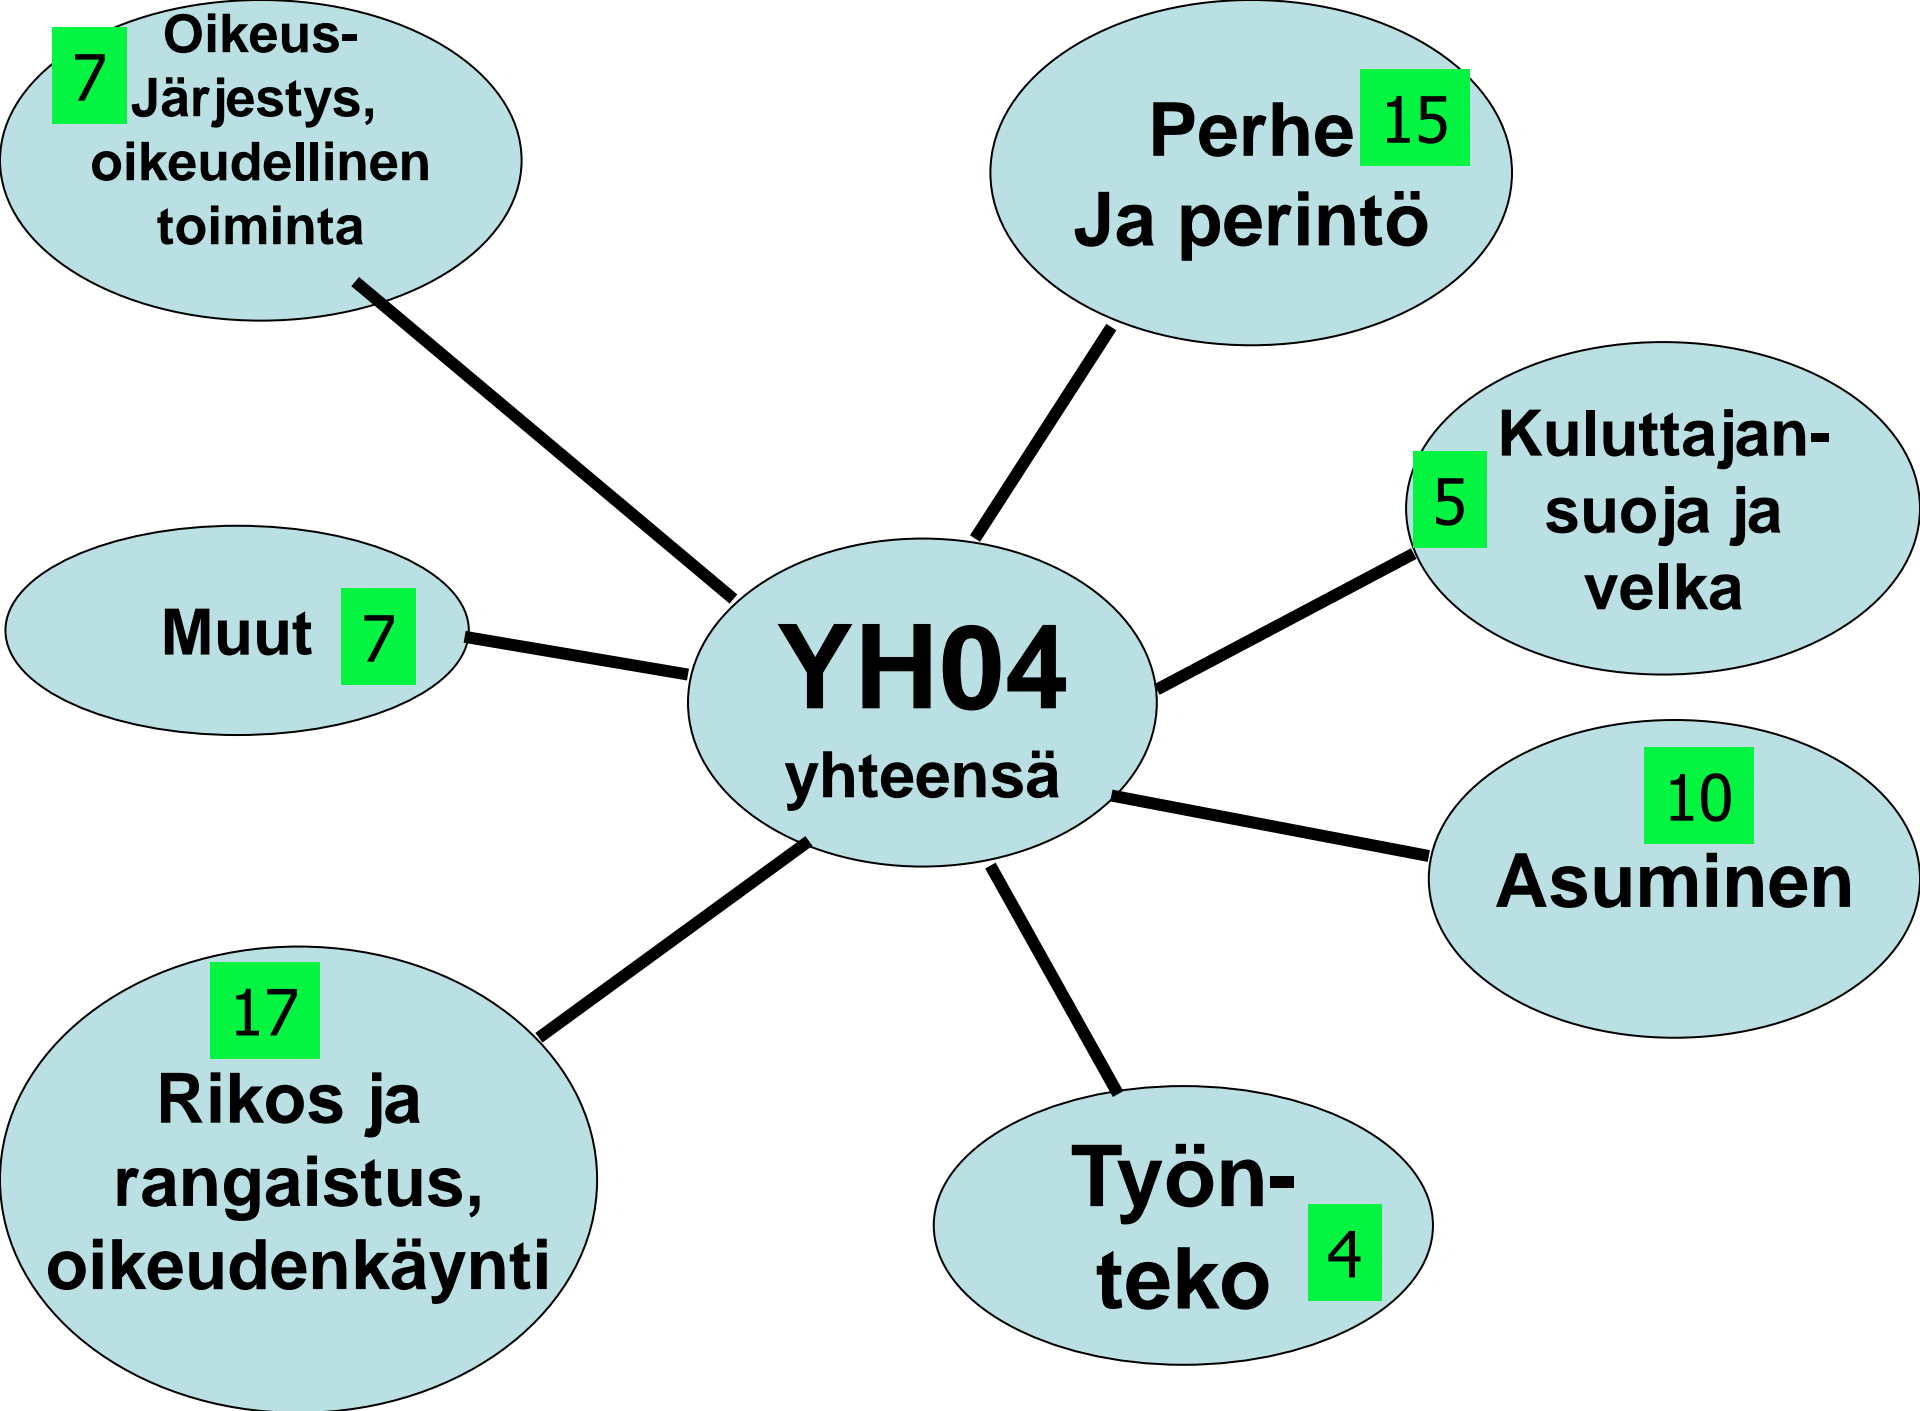 7
Oikeus-
Järjestys,
oikeudellinen
toiminta
Perhe 15
Ja perintö
Kuluttajan-
5 suoja ja
velka
Muut 7
YH04
yhteensä
10
Asuminen
17
Rikos ja
rangaistus,
oikeudenkäynti
Työn-
teko 4